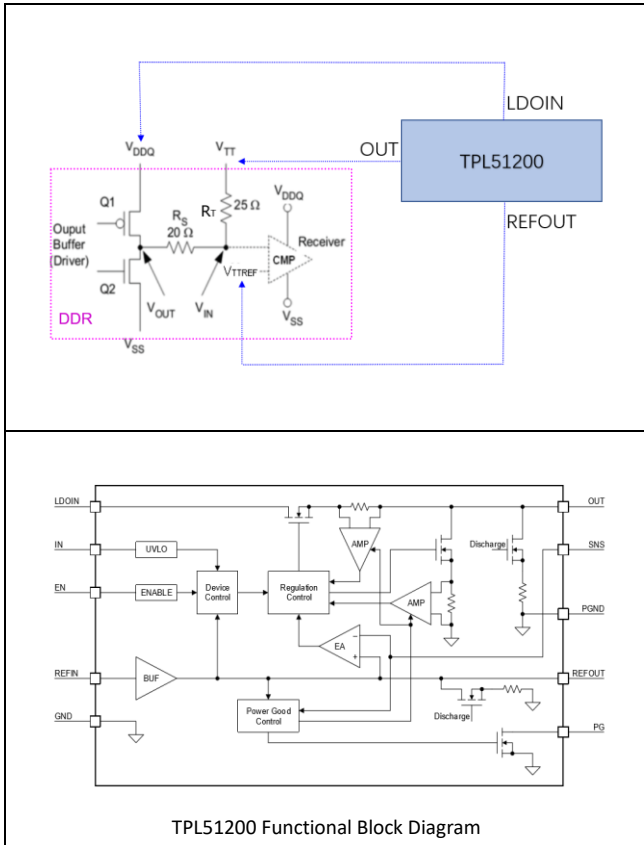 LDOIN
OUT
TPL51200
REFOUT
VDDQ
VTT
Q1
RS
20 Ω
RT
25 Ω
VDDQ
Ouput
Buffer
(Driver)
Receiver
CMP
VTTREF
Q2
VOUT
VIN
VSS
DDR
VSS
LDOIN
OUT
AMP
Discharge
IN
UVLO
SNS
EN
ENABLE
Device
Control
Regulation
Control
AMP
PGND
EA
REFIN
BUF
REFOUT
Power Good
Control
Discharge
GND
PG
TPL51200 Functional Block Diagram